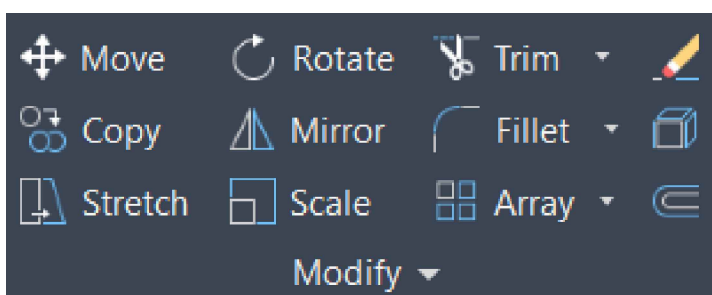 Move Rotate Trim
Copy Mirror Fillet
Stretch Scale Array
Modify